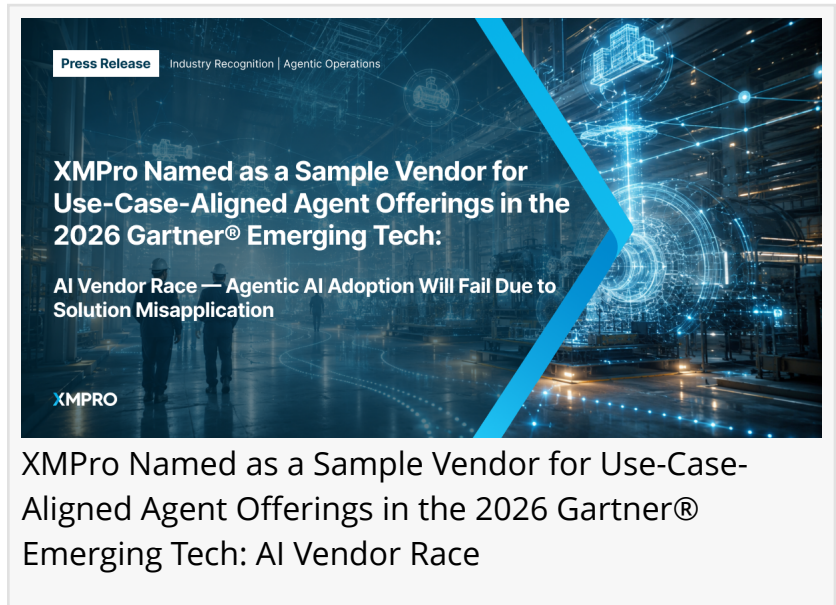 Press Release
Industry Recognition | Agentic Operations
XMPro Named as a Sample Vendor for
Use-Case-Aligned Agent Offerings in the
2026 Gartner® Emerging Tech:
AI Vendor Race — Agentic AI Adoption Will Fail Due to
Solution Misapplication
XMPRO
XMPro Named as a Sample Vendor for Use-Case-
Aligned Agent Offerings in the 2026 Gartner®
Emerging Tech: AI Vendor Race